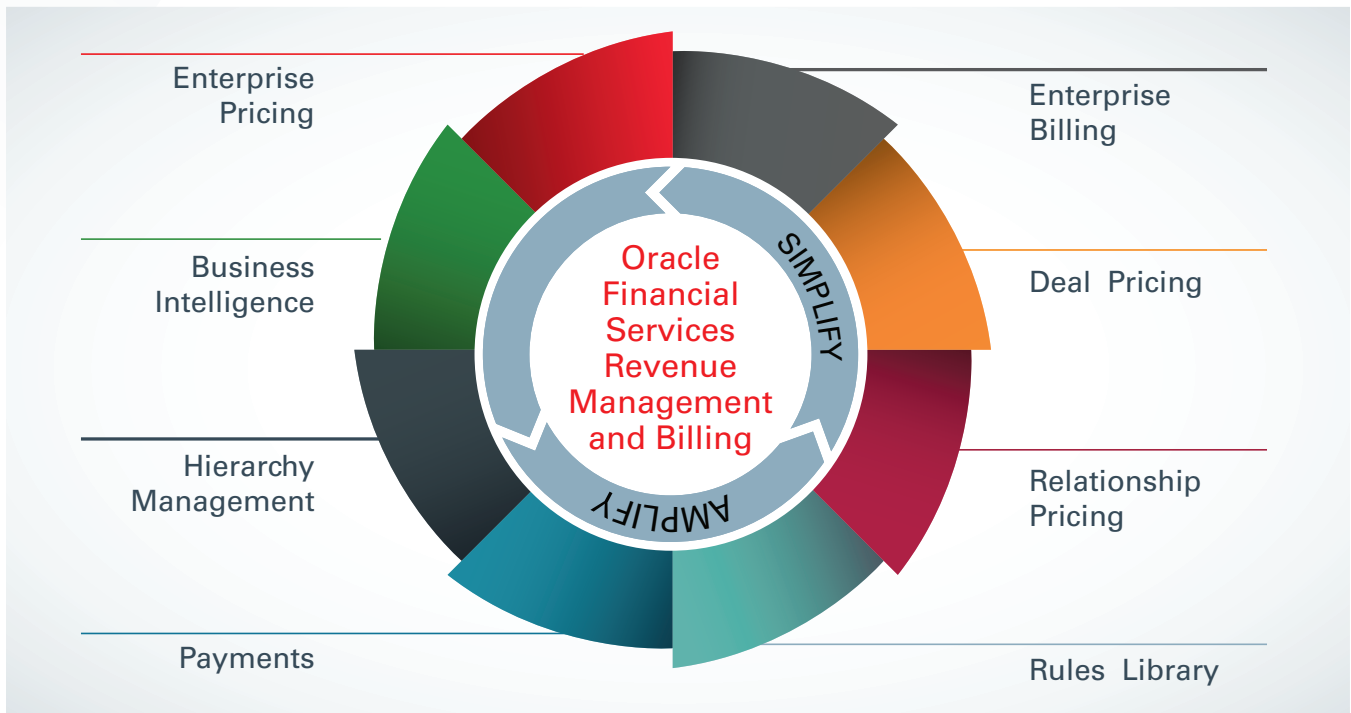 Enterprise
Pricing
Business
Intelligence
Hierarchy
Management
Payments
Oracle
Financial
Services
Revenue
Management
and Billing
SIMPLIFY
AMPLIFY
Enterprise
Billing
Deal Pricing
Relationship
Pricing
Rules Library